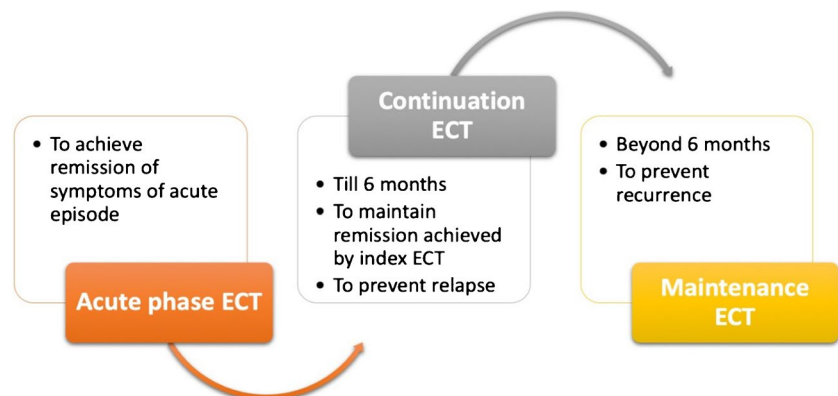 • To achieve
remission of
symptoms of acute
episode
Acute phase ECT
Continuation
ECT
• Till 6 months
• To maintain
remission achieved
by index ECT
• To prevent relapse
• Beyond 6 months
• To prevent
recurrence
Maintenance
ECT